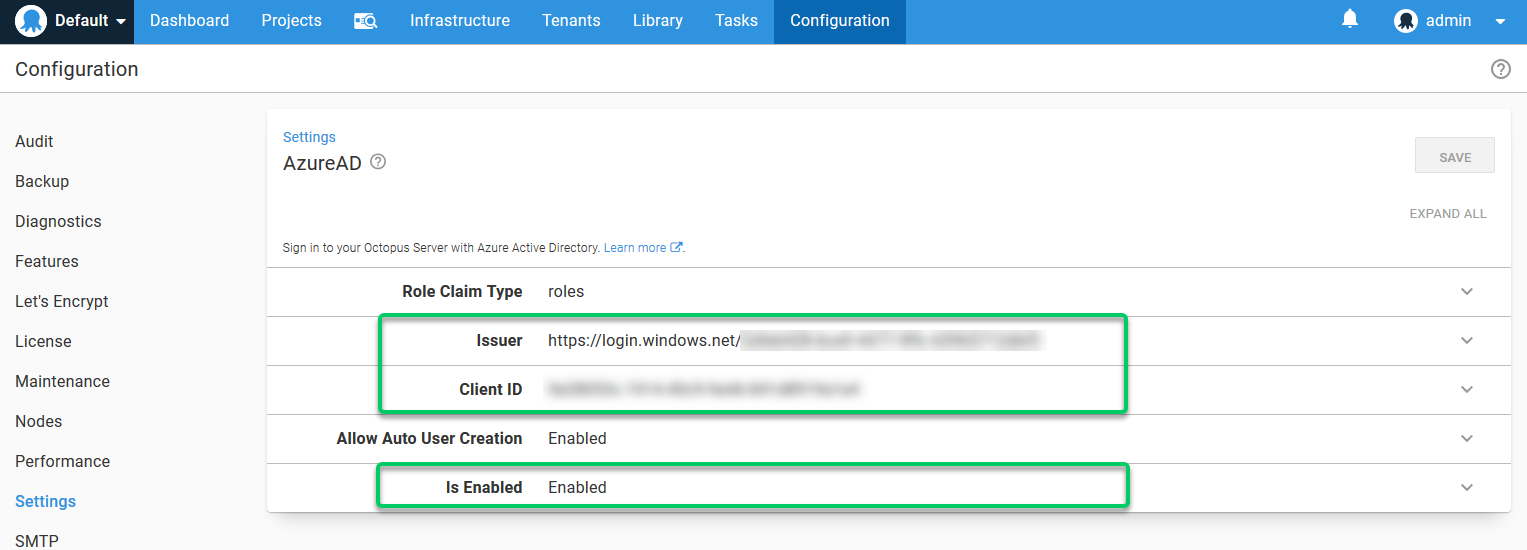 Default Dashboard Projects Infrastructure Tenants Library Tasks Configuration admin
Configuration
Audit
Backup
Diagnostics
Features
Let's Encrypt
License
Maintenance
Nodes
Performance
Settings
SMTP
Settings
AzureAD
SAVE
EXPAND ALL
Sign in to your Octopus Server with Azure Active Directory. Learn more.
Role Claim Type roles
Issuer https://login.windows.net/
Client ID
Allow Auto User Creation Enabled
Is Enabled Enabled